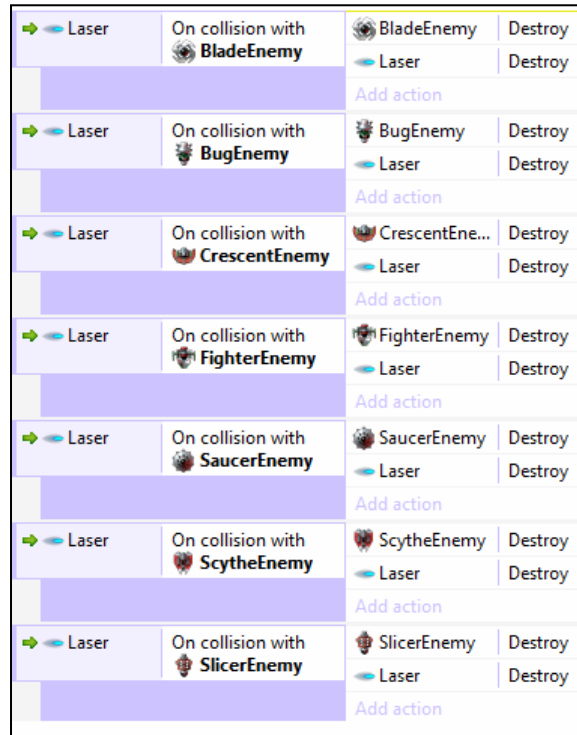 Laser On collision with BladeEnemy Destroy
BladeEnemy Laser Destroy
Add action
Laser On collision with BugEnemy Destroy
BugEnemy Laser Destroy
Add action
Laser On collision with CrescentEne... Destroy
CrescentEnemy Laser Destroy
Add action
Laser On collision with FighterEnemy Destroy
FighterEnemy Laser Destroy
Add action
Laser On collision with SaucerEnemy Destroy
SaucerEnemy Laser Destroy
Add action
Laser On collision with ScytheEnemy Destroy
ScytheEnemy Laser Destroy
Add action
Laser On collision with SlicerEnemy Destroy
SlicerEnemy Laser Destroy
Add action